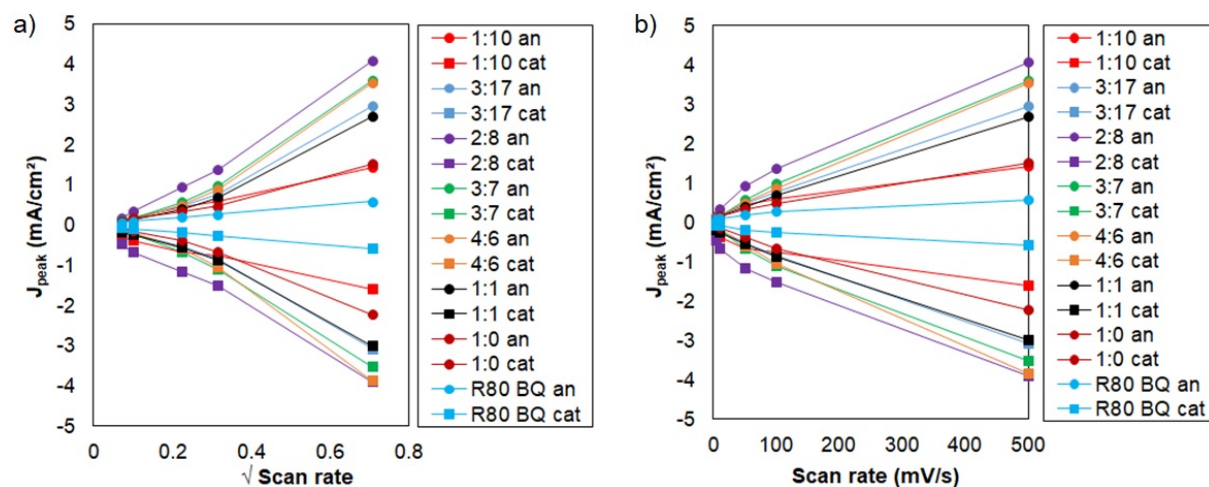 a)
J_peak (mA/cm²)
5
4
3
2
1
0
-1
-2
-3
-4
-5
0
0.2
0.4
0.6
0.8
√ Scan rate
1:10 an
1:10 cat
3:17 an
3:17 cat
2:8 an
2:8 cat
3:7 an
3:7 cat
4:6 an
4:6 cat
1:1 an
1:1 cat
1:0 an
1:0 cat
R80 BQ an
R80 BQ cat
b)
J_peak (mA/cm²)
5
4
3
2
1
0
-1
-2
-3
-4
-5
0
100
200
300
400
500
Scan rate (mV/s)
1:10 an
1:10 cat
3:17 an
3:17 cat
2:8 an
2:8 cat
3:7 an
3:7 cat
4:6 an
4:6 cat
1:1 an
1:1 cat
1:0 an
1:0 cat
R80 BQ an
R80 BQ cat